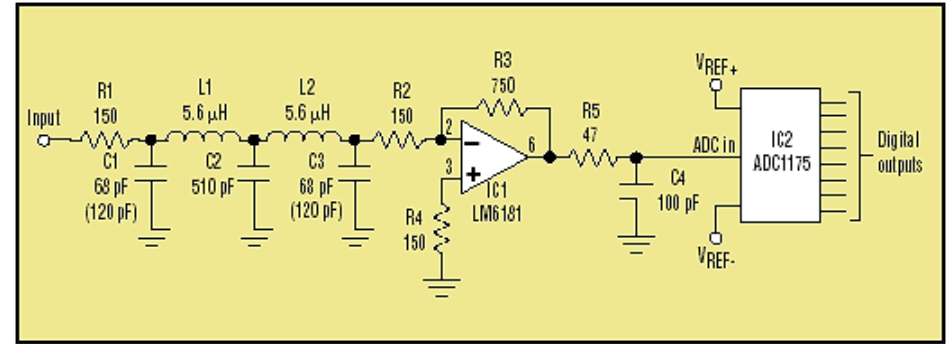 Input
R1
150
C1
68 pF
(120 pF)
L1
5.6 µH
C2
510 pF
L2
5.6 µH
C3
68 pF
(120 pF)
R2
150
R3
750
2
3
6
IC1
LM6181
R4
150
R5
47
C4
100 pF
VREF+
ADC in
VREF-
IC2
ADC1175
Digital
outputs